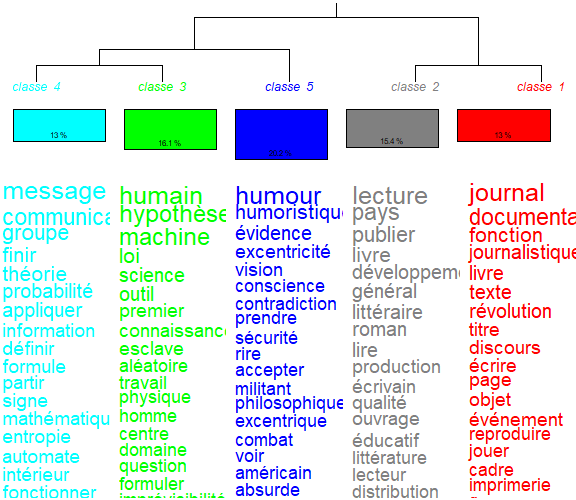 classe 4
13 %
message
communica
groupe
finir
théorie
probabilité
appliquer
information
définir
formule
partir
signe
mathématiqu
entropie
automate
intérieur
fonctionner
classe 3
16.1 %
humain
hypothèse
machine
loi
science
outil
premier
connaissanc
esclave
aléatoire
travail
physique
homme
centre
domaine
question
formuler
imprévisibilité
classe 5
humour
humoristiqu
évidence
excentricité
vision
conscience
contradiction
prendre
sécurité
rire
accepter
militant
philosophique
excentrique
combat
voir
américain
absurde
classe 2
15.4 %
lecture
pays
publier
livre
développeme
général
littéraire
roman
lire
production
écrivain
qualité
ouvrage
éducatif
littérature
lecteur
distribution
classe 1
13 %
journal
documenta
fonction
journalistique
livre
texte
révolution
titre
discours
écrire
page
objet
événement
reproduire
jouer
cadre
imprimerie